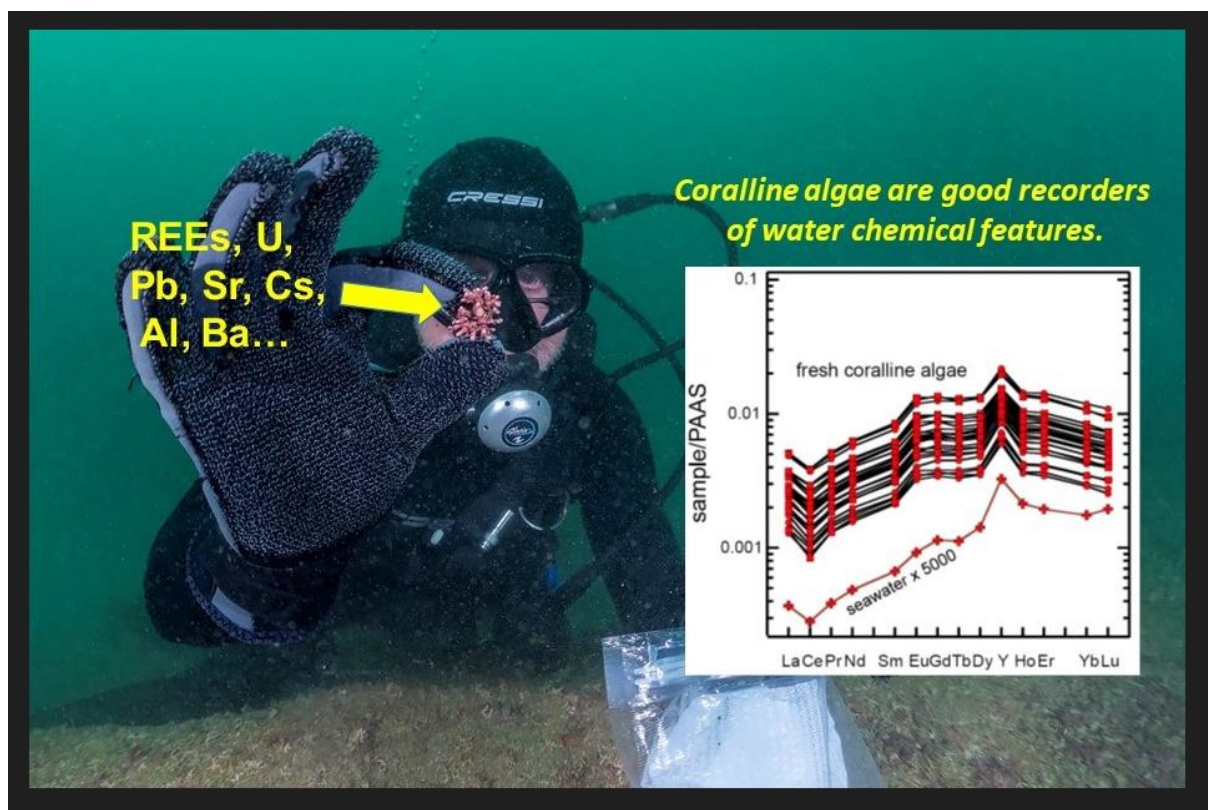 CRESSI
REEs, U,
Pb, Sr, Cs,
Al, Ba...
Coralline algae are good recorders
of water chemical features.
0.1
fresh coralline algae
0.01
sample/PAAS
0.001
seawater x 5000
La Ce Pr Nd Sm Eu Gd Tb Dy Y Ho Er Yb Lu